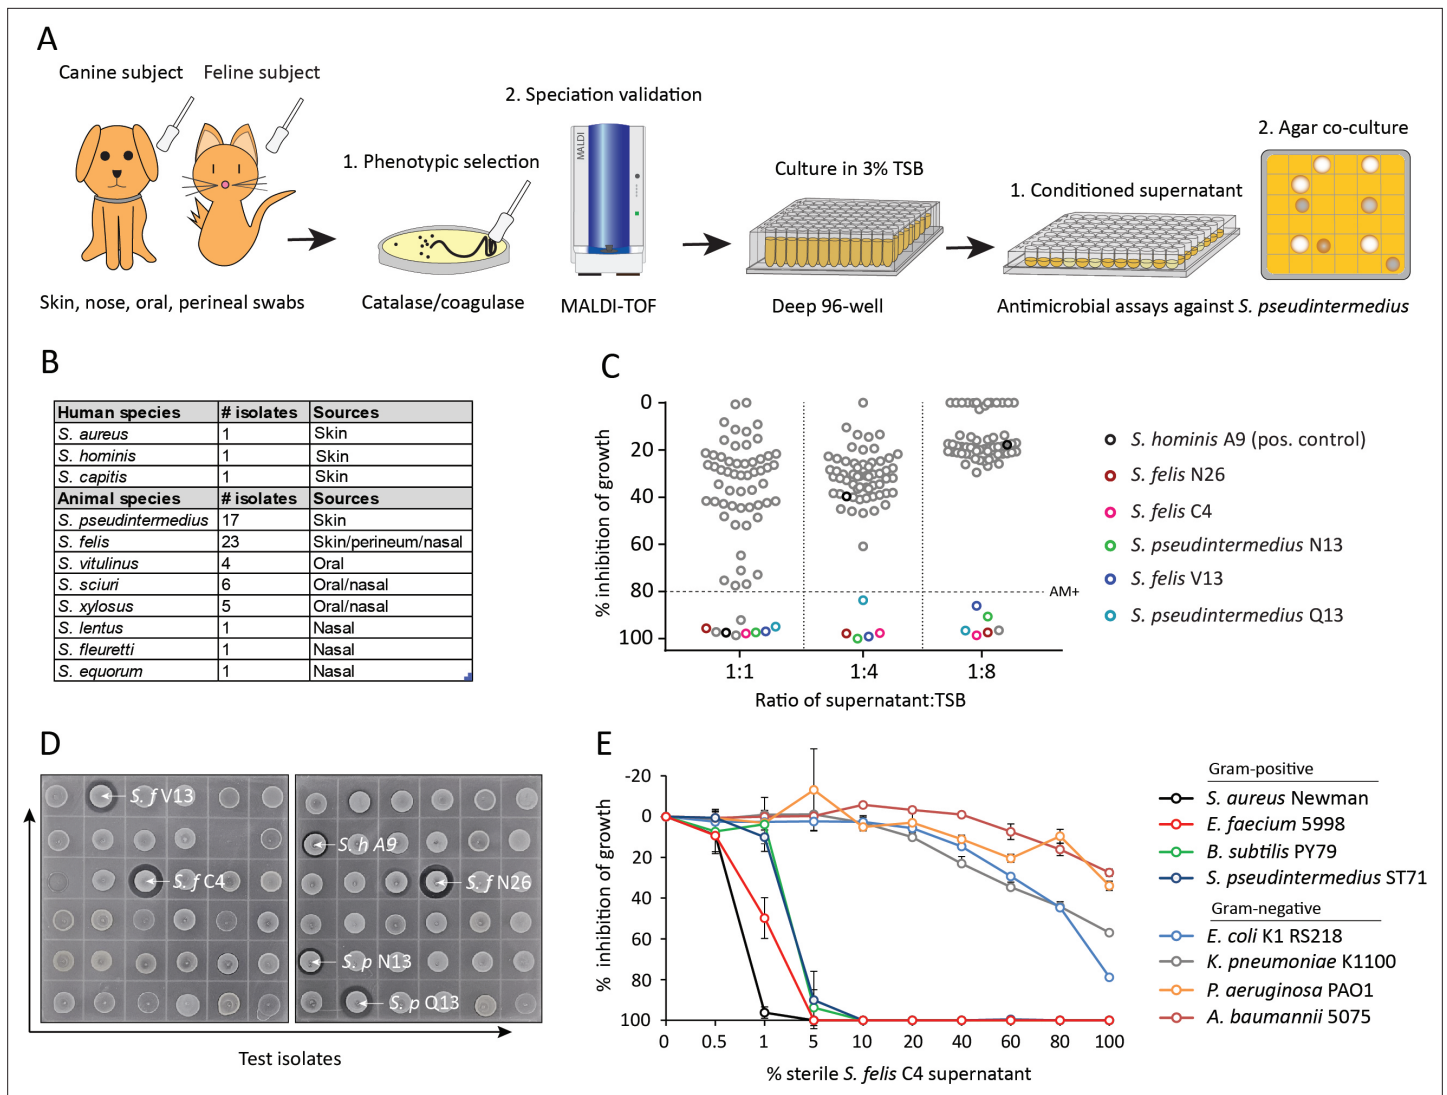 A
Canine subject
Feline subject
2. Speciation validation
1. Phenotypic selection
MALDI
Culture in 3% TSB
2. Agar co-culture
1. Conditioned supernatant
Skin, nose, oral, perineal swabs
Catalase/coagulase
MALDI-TOF
Deep 96-well
Antimicrobial assays against S. pseudintermedius
B
Human species # isolates Sources
S. aureus 1 Skin
S. hominis 1 Skin
S. capitis 1 Skin
Animal species # isolates Sources
S. pseudintermedius 17 Skin
S. felis 23 Skin/perineum/nasal
S. vitulinus 4 Oral
S. sciuri 6 Oral/nasal
S. xylosus 5 Oral/nasal
S. lentus 1 Nasal
S. fleuretti 1 Nasal
S. equorum 1 Nasal
C
% inhibition of growth
0
20
40
60
80
100
AM+
1:1 1:4 1:8
Ratio of supernatant:TSB
S. hominis A9 (pos. control)
S. felis N26
S. felis C4
S. pseudintermedius N13
S. felis V13
S. pseudintermedius Q13
D
S. f V13
S. h A9
S. f C4
S. f N26
S. p N13
S. p Q13
Test isolates
E
% inhibition of growth
-20
0
20
40
60
80
100
0 0.5 1 5 10 20 40 60 80 100
% sterile S. felis C4 supernatant
Gram-positive
S. aureus Newman
E. faecium 5998
B. subtilis PY79
S. pseudintermedius ST71
Gram-negative
E. coli K1 RS218
K. pneumoniae K1100
P. aeruginosa PAO1
A. baumannii 5075